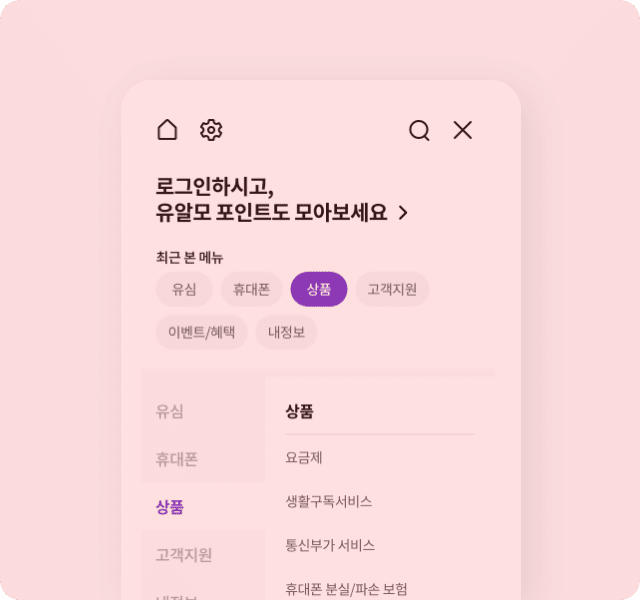 로그인하시고,
유알모 포인트도 모아보세요
최근 본 메뉴
유심 휴대폰 상품 고객지원
이벤트/혜택 내정보
유심
휴대폰
상품
고객지원
내정보
상품
요금제
생활구독서비스
통신부가 서비스
휴대폰 분실/파손 보험